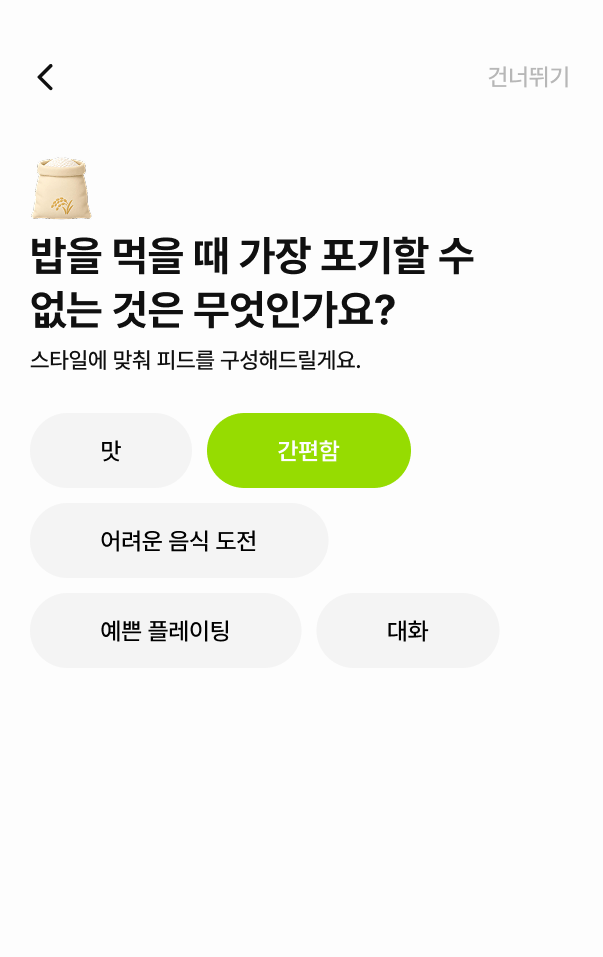 건너뛰기
밥을 먹을 때 가장 포기할 수
없는 것은 무엇인가요?
스타일에 맞춰 피드를 구성해드릴게요.
맛 간편함
어려운 음식 도전
예쁜 플레이팅 대화